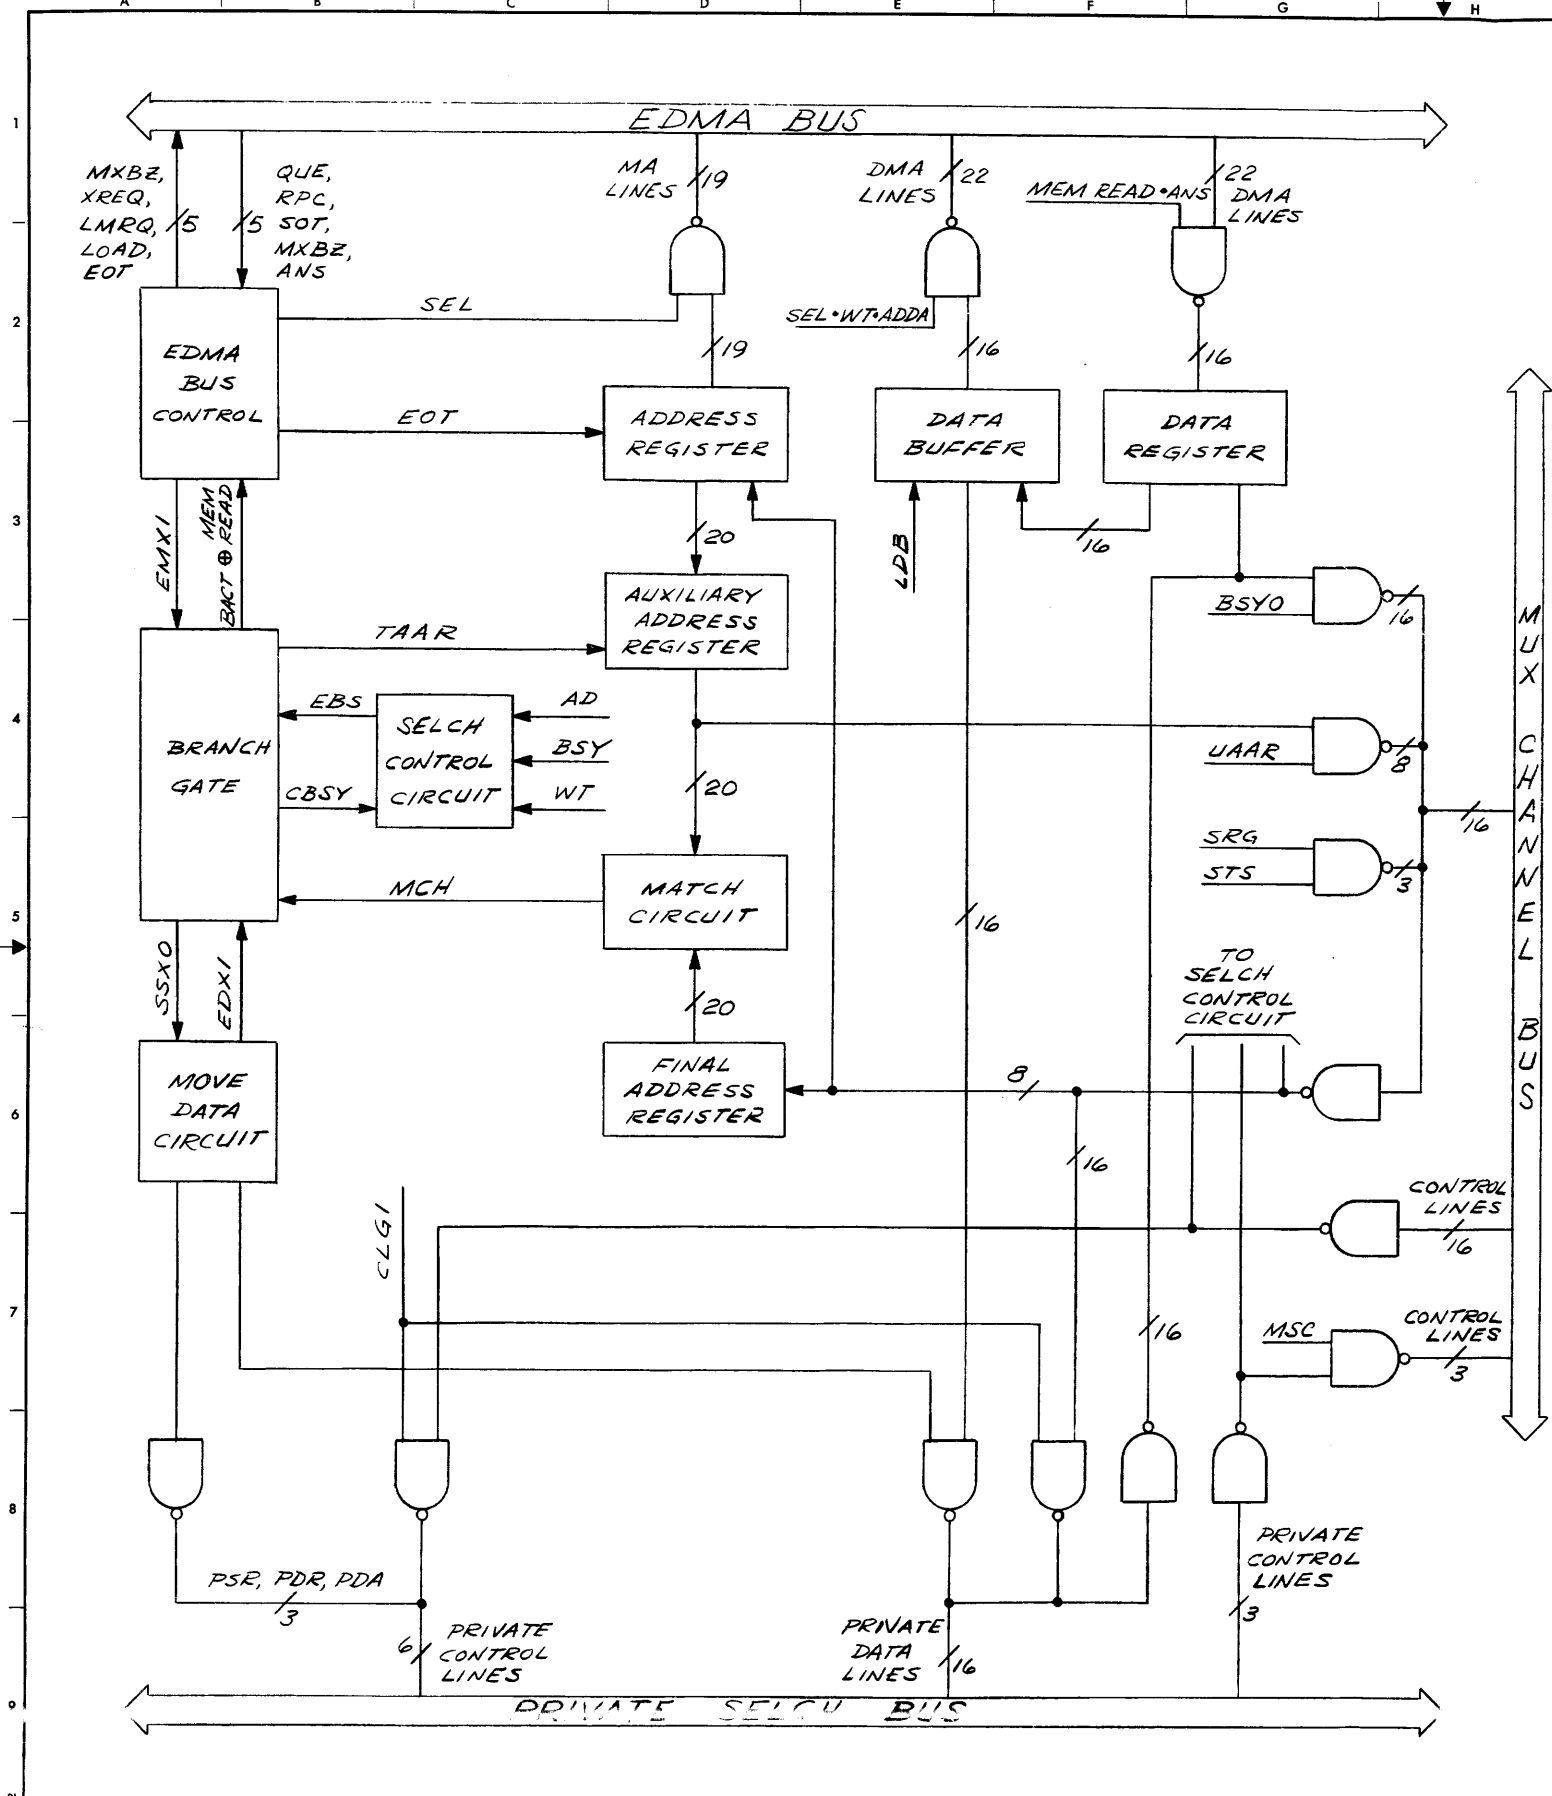 A B C D E F G H
1
EDMA BUS
MXBZ,
XREQ,
LMRQ,
LOAD,
EOT
5
5
QUE,
RPC,
SOT,
MXBZ,
ANS
MA
LINES
19
DMA
LINES
22
MEM READ•ANS
22
DMA
LINES
2
SEL
SEL•WT•ADDA
19
16
16
EDMA
BUS
CONTROL
EOT
ADDRESS
REGISTER
DATA
BUFFER
DATA
REGISTER
3
EMX1
BACT ⊕ MEM READ
20
LDB
16
AUXILIARY
ADDRESS
REGISTER
BSY0
16
TAAR
4
BRANCH
GATE
EBS
CBSY
SELCH
CONTROL
CIRCUIT
AD
BSY
WT
20
UAAR
8
16
SRG
STS
3
MUX CHANNEL BUS
5
MCH
MATCH
CIRCUIT
16
SSX0
EDX1
20
TO
SELCH
CONTROL
CIRCUIT
6
MOVE
DATA
CIRCUIT
FINAL
ADDRESS
REGISTER
8
16
CLG1
CONTROL
LINES
16
7
16
MSC
CONTROL
LINES
3
8
PSR, PDR, PDA
3
PRIVATE
CONTROL
LINES
3
6
PRIVATE
CONTROL
LINES
PRIVATE
DATA
LINES
16
9
PRIVATE SELCH BUS